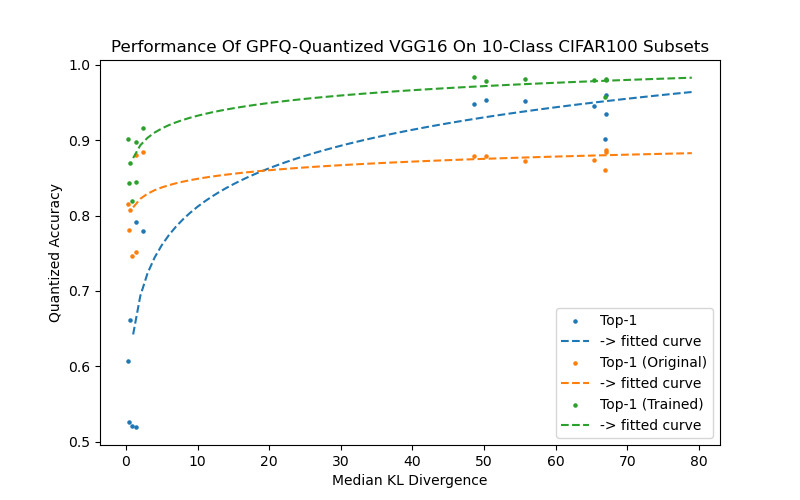 Performance Of GPFQ-Quantized VGG16 On 10-Class CIFAR100 Subsets
1.0
0.9
0.8
0.7
0.6
0.5
Quantized Accuracy
Top-1
-> fitted curve
Top-1 (Original)
-> fitted curve
Top-1 (Trained)
-> fitted curve
0 10 20 30 40 50 60 70 80
Median KL Divergence